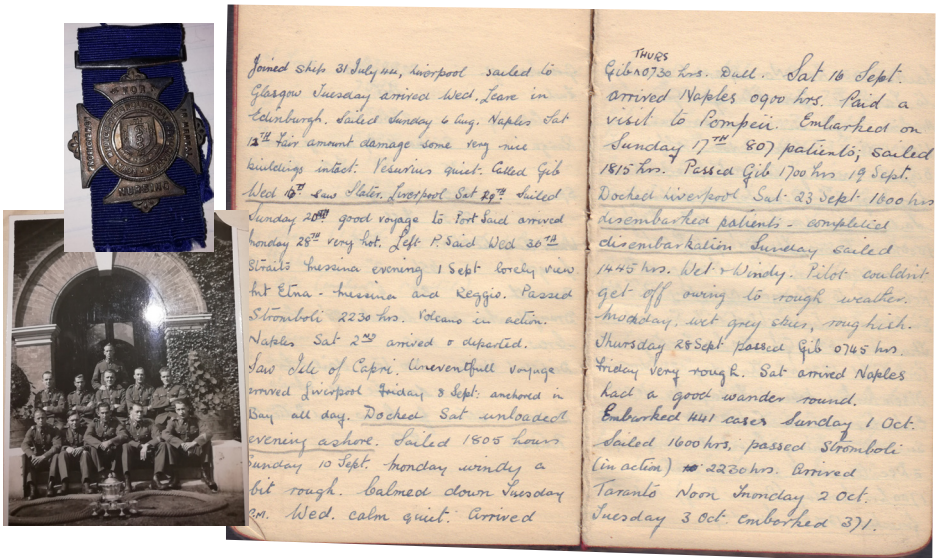 FOR
PROFICIENCY
NURSING
Joined ship 31 July 44, Liverpool sailed to
Glasgow Tuesday arrived Wed. Leave in
Edinburgh. Sailed Sunday 6 Aug. Naples Sat
12TH Fair amount damage some very nice
buildings intact. Vesuvius quiet. Called Gib
Wed 16TH saw Slater. Liverpool Sat Sailed
Sunday 20TH good voyage to Port Said arrived
Monday 28TH very hot. Left P. Said Wed 30TH
Straits Messina evening 1 Sept lovely view
Mt Etna - Messina and Reggio. Passed
Stromboli 2230 hrs. Volcano in action.
Naples Sat 2ND arrived & departed.
Saw Isle of Capri. Uneventfull voyage
arrived Liverpool Friday 8 Sept: anchored in
Bay all day. Docked Sat unloaded
evening ashore. Sailed 1805 hours
Sunday 10 Sept. Monday windy a
bit rough. Calmed down Tuesday
P.M. Wed. calm quiet. Arrived
THURS
Gib 0730 hrs. Dull. Sat 16 Sept.
arrived Naples 0900 hrs. Paid a
visit to Pompeii. Embarked on
Sunday 17TH 807 patients; sailed
1815 hrs. Passed Gib 1700 hrs 19 Sept.
Docked Liverpool Sat. 23 Sept 1600 hrs
disembarked patients - completed
disembarkation Sunday sailed
1445 hrs. Wet & Windy. Pilot couldn't
get off owing to rough weather.
Monday, wet grey skies, roughish.
Thursday 28 Sept passed Gib 0745 hrs.
Friday very rough. Sat arrived Naples
had a good wander round.
Embarked 441 cases Sunday 1 Oct.
Sailed 1600 hrs, passed Stromboli
(in action) 2230 hrs. Arrived
Taranto Noon Monday 2 Oct.
Tuesday 3 Oct embarked 371.